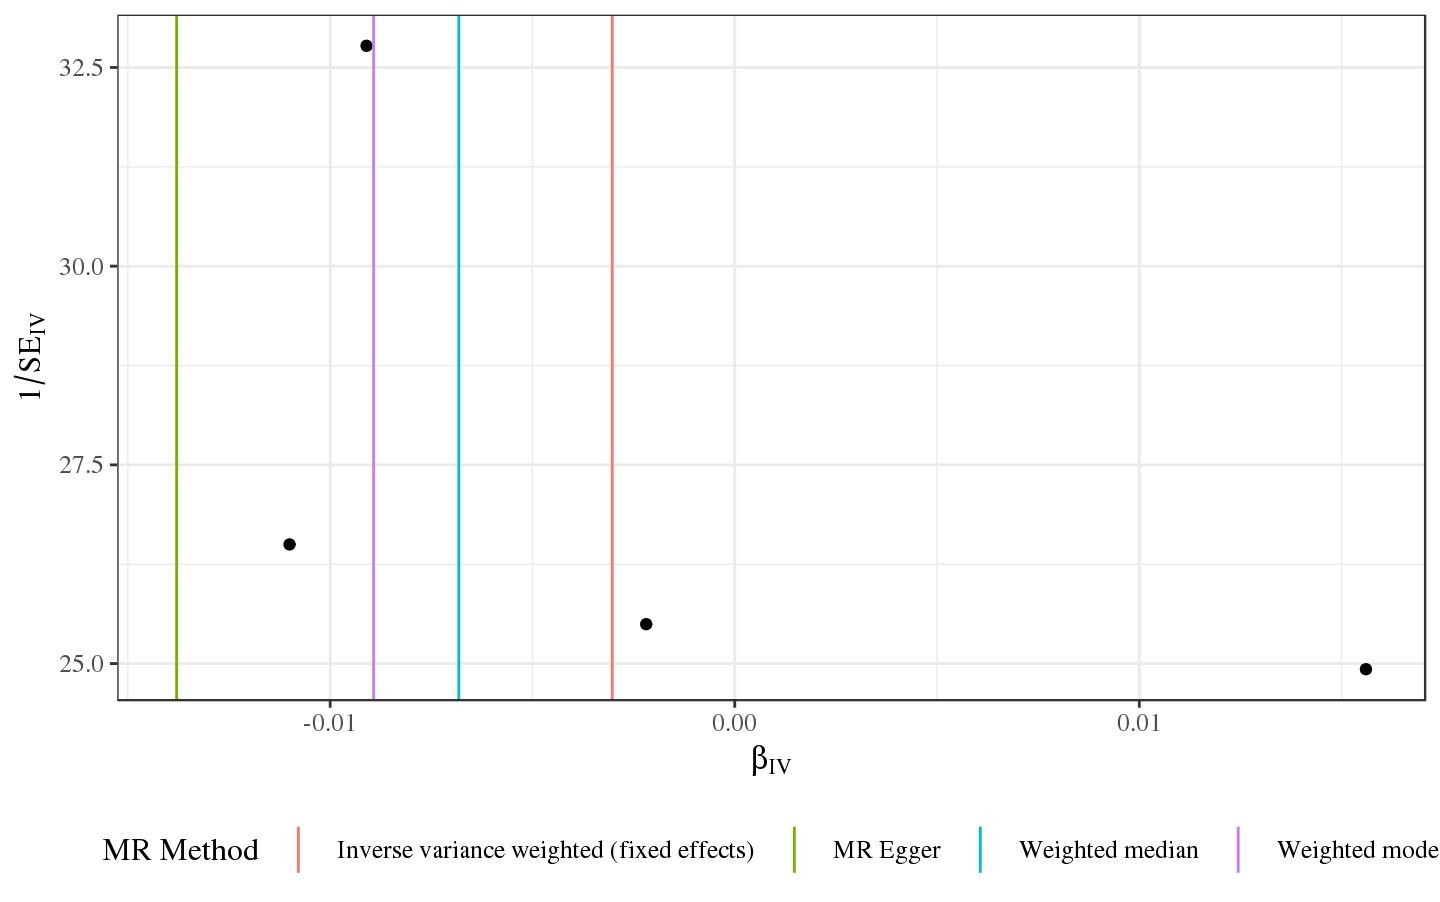 32.5
30.0
27.5
25.0
1/SE_IV
-0.01 0.00 0.01
β_IV
MR Method Inverse variance weighted (fixed effects) MR Egger Weighted median Weighted mode